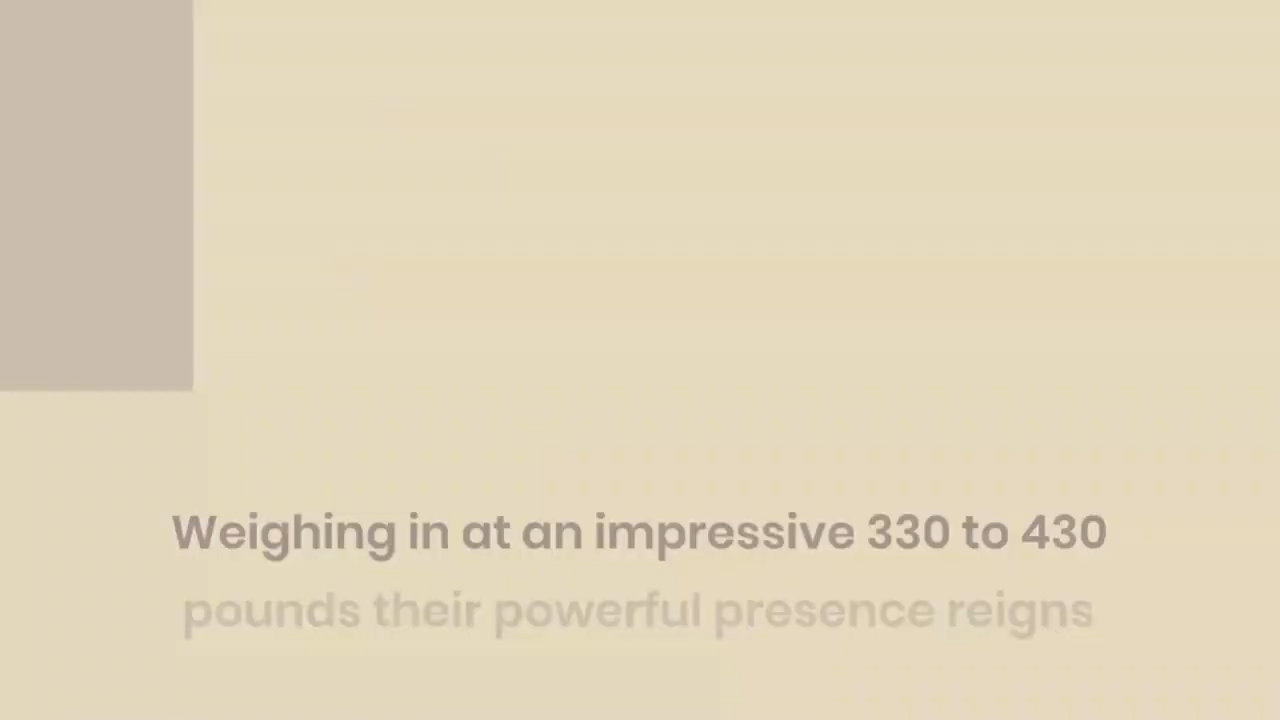 Weighing in at an impressive 330 to 430
pounds their powerful presence reigns